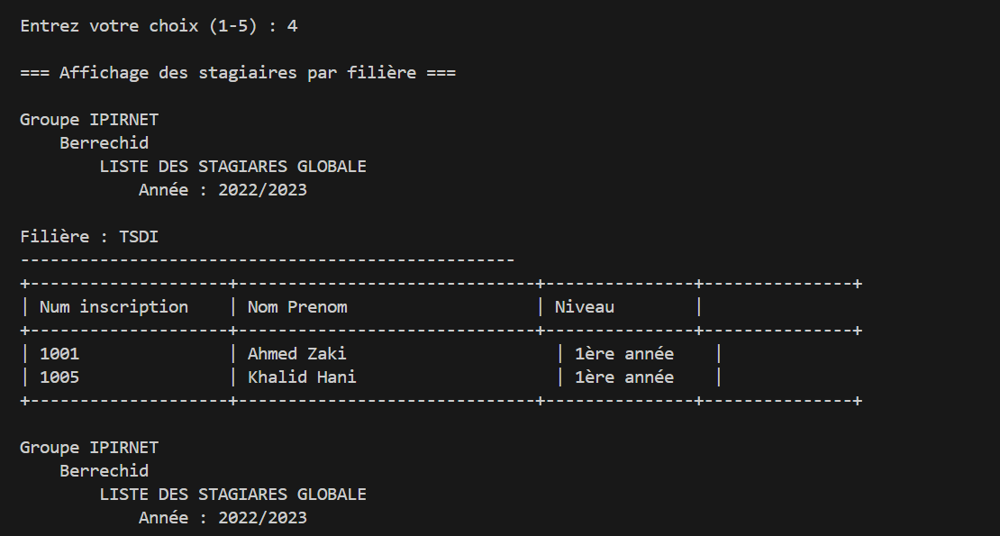 Entrez votre choix (1-5) : 4
=== Affichage des stagiaires par filière ===
Groupe IPIRNET
    Berrechid
        LISTE DES STAGIARES GLOBALE
            Année : 2022/2023
Filière : TSDI
--------------------------------------------------
+--------------------+------------------------------+---------------+---------------+
| Num inscription    | Nom Prenom                   | Niveau        |
+--------------------+------------------------------+---------------+---------------+
| 1001               | Ahmed Zaki                     | 1ère année    |
| 1005               | Khalid Hani                    | 1ère année    |
+--------------------+------------------------------+---------------+---------------+
Groupe IPIRNET
    Berrechid
        LISTE DES STAGIARES GLOBALE
            Année : 2022/2023